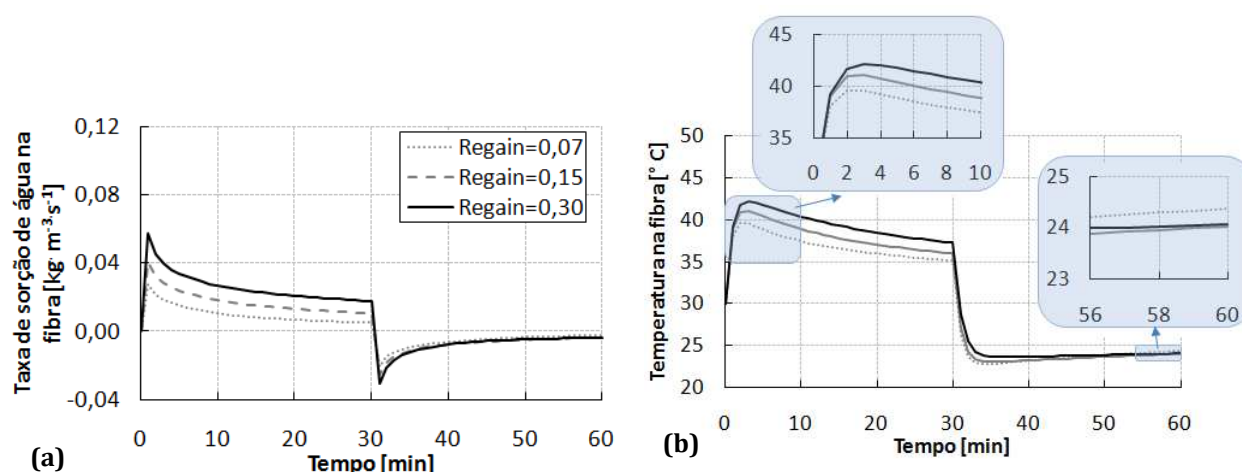 (a)
Taxa de sorção de água na
fibra [kg· m⁻³·s⁻¹]
0,12
0,08
0,04
0,00
-0,04
0 10 20 30 40 50 60
Tempo [min]
Regain=0,07
Regain=0,15
Regain=0,30
(b)
Temperatura na fibra [° C]
50
45
40
35
30
25
20
0 10 20 30 40 50 60
Tempo [min]
45
40
35
0 2 4 6 8 10
25
24
23
56 58 60